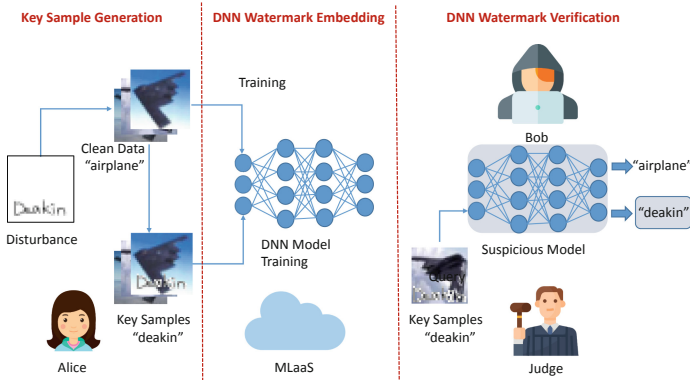 Key Sample Generation
DNN Watermark Embedding
DNN Watermark Verification
Training
Bob
Clean Data
“airplane”
“airplane”
Deakin
“deakin”
Disturbance
DNN Model
Training
Suspicious Model
Deakin
Query
Key Samples
“deakin”
Key Samples
“deakin”
Alice
MLaaS
Judge